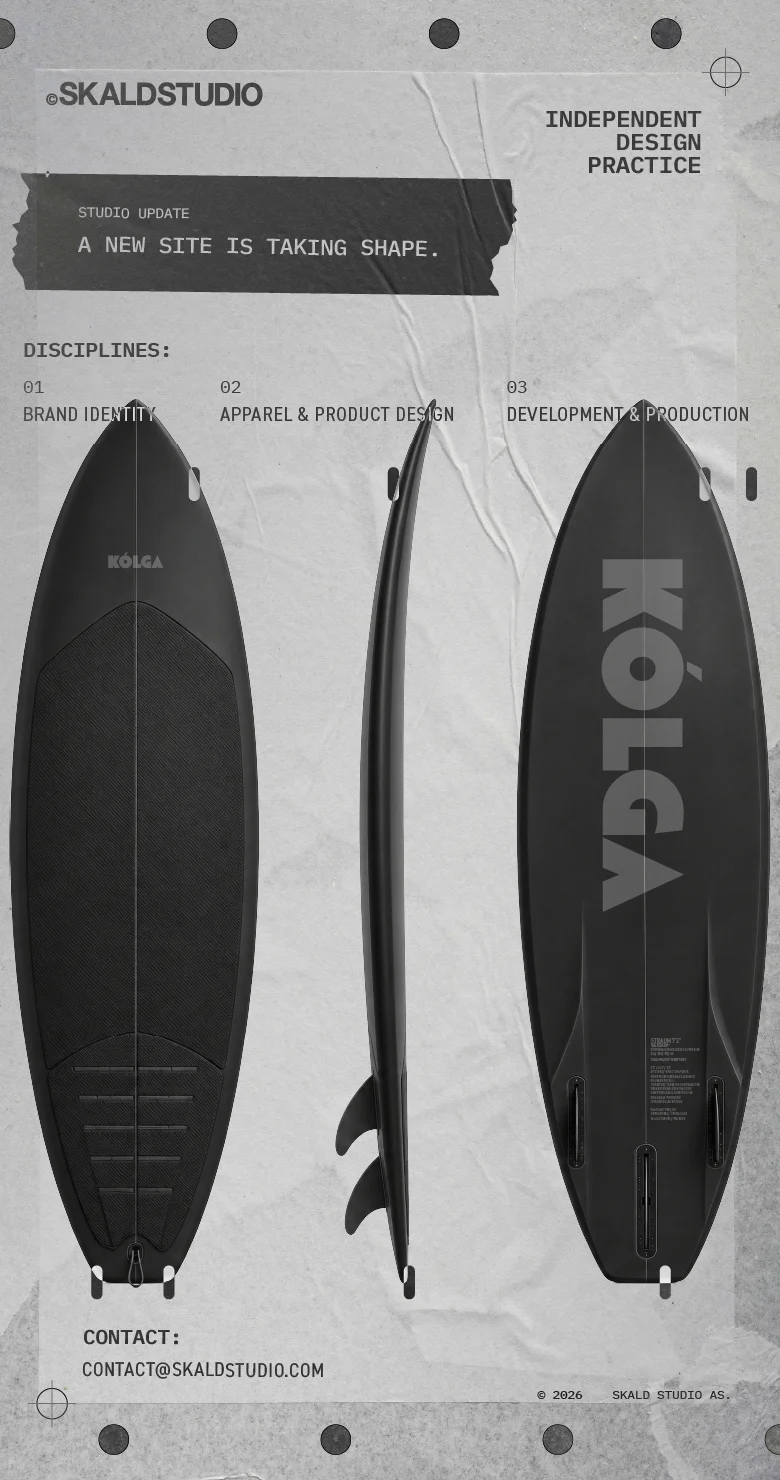 ©SKALDSTUDIO
INDEPENDENT
DESIGN
PRACTICE
STUDIO UPDATE
A NEW SITE IS TAKING SHAPE.
DISCIPLINES:
01
BRAND IDENTITY
02
APPAREL & PRODUCT DESIGN
03
DEVELOPMENT & PRODUCTION
KÓLGA
KÓLGA
CONTACT:
CONTACT@SKALDSTUDIO.COM
© 2026 SKALD STUDIO AS.